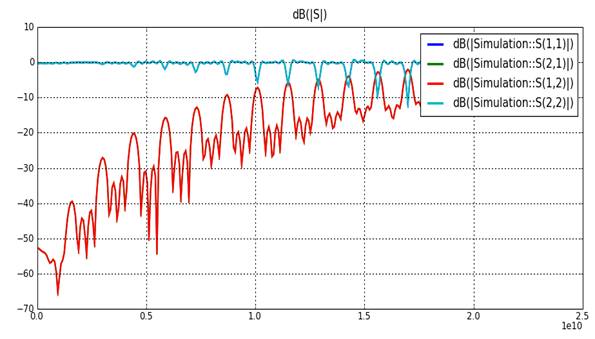 dB(|S|)
10
dB(|Simulation::S(1,1)|)
dB(|Simulation::S(2,1)|)
dB(|Simulation::S(1,2)|)
dB(|Simulation::S(2,2)|)
0
−10
−20
−30
−40
−50
−60
−70
0.0 0.5 1.0 1.5 2.0 2.5
1e10